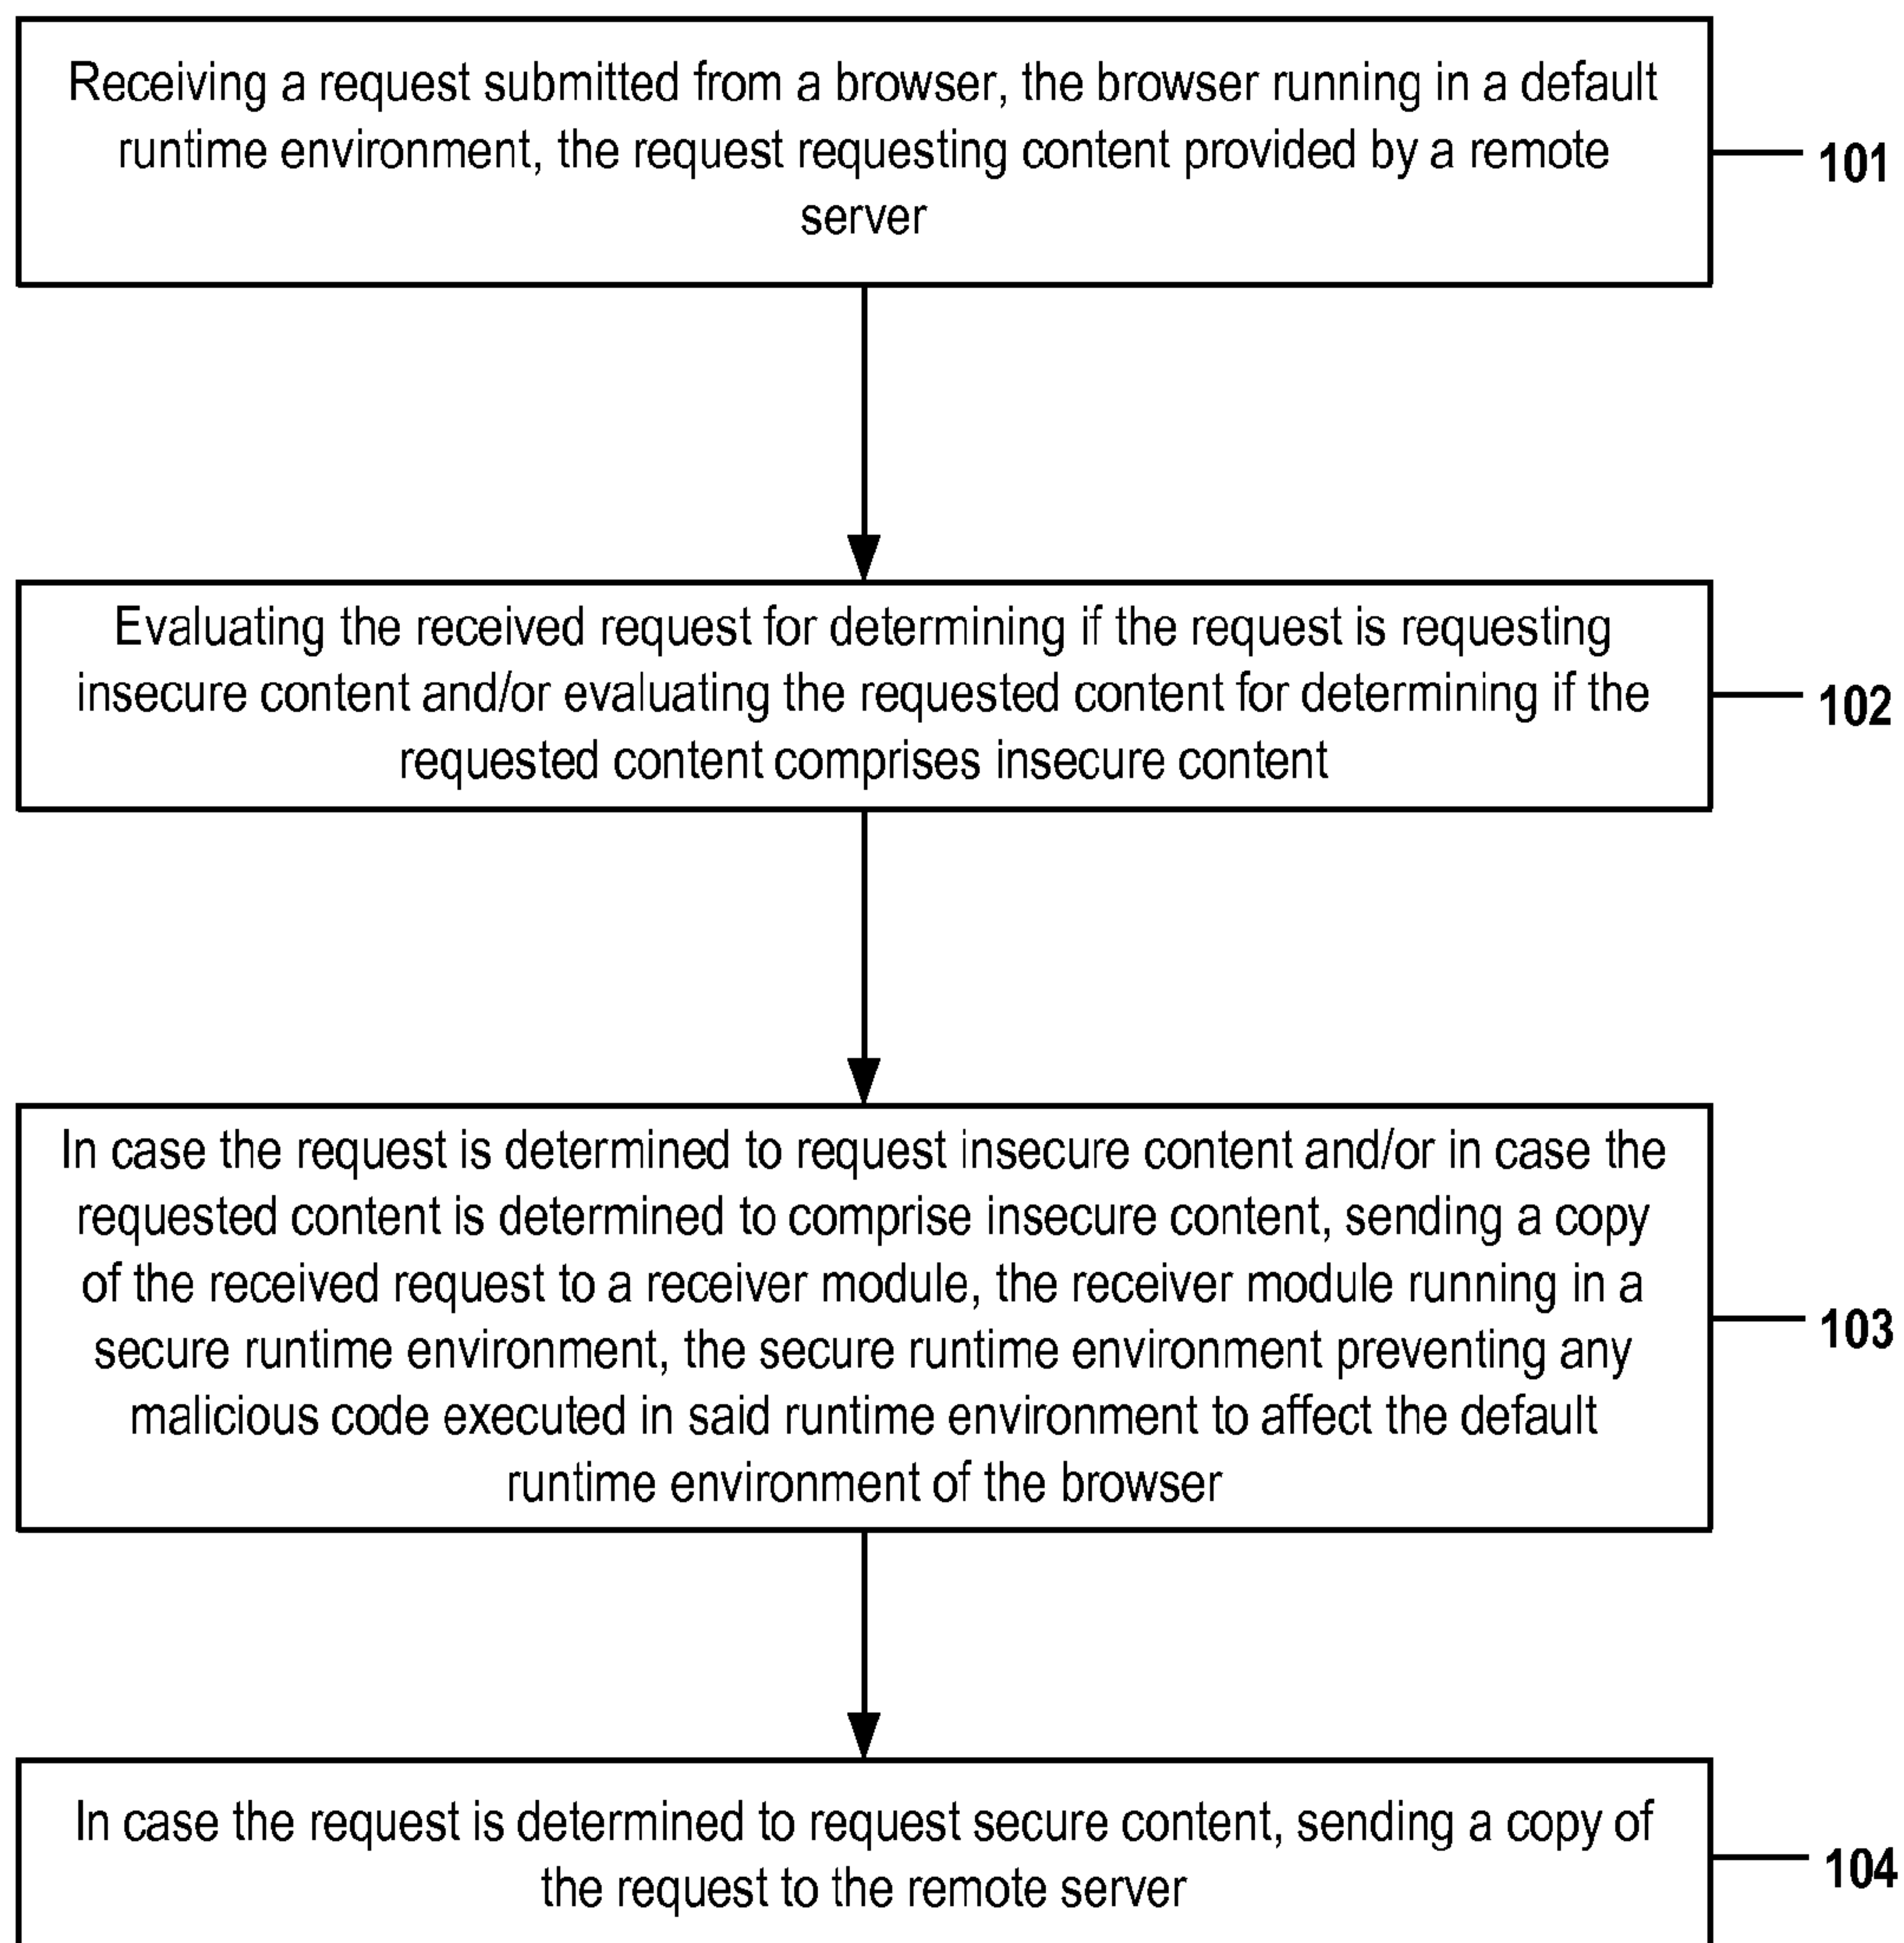 Receiving a request submitted from a browser, the browser running in a default
runtime environment, the request requesting content provided by a remote
server
101
Evaluating the received request for determining if the request is requesting
insecure content and/or evaluating the requested content for determining if the
requested content comprises insecure content
102
In case the request is determined to request insecure content and/or in case the
requested content is determined to comprise insecure content, sending a copy
of the received request to a receiver module, the receiver module running in a
secure runtime environment, the secure runtime environment preventing any
malicious code executed in said runtime environment to affect the default
runtime environment of the browser
103
In case the request is determined to request secure content, sending a copy of
the request to the remote server
104